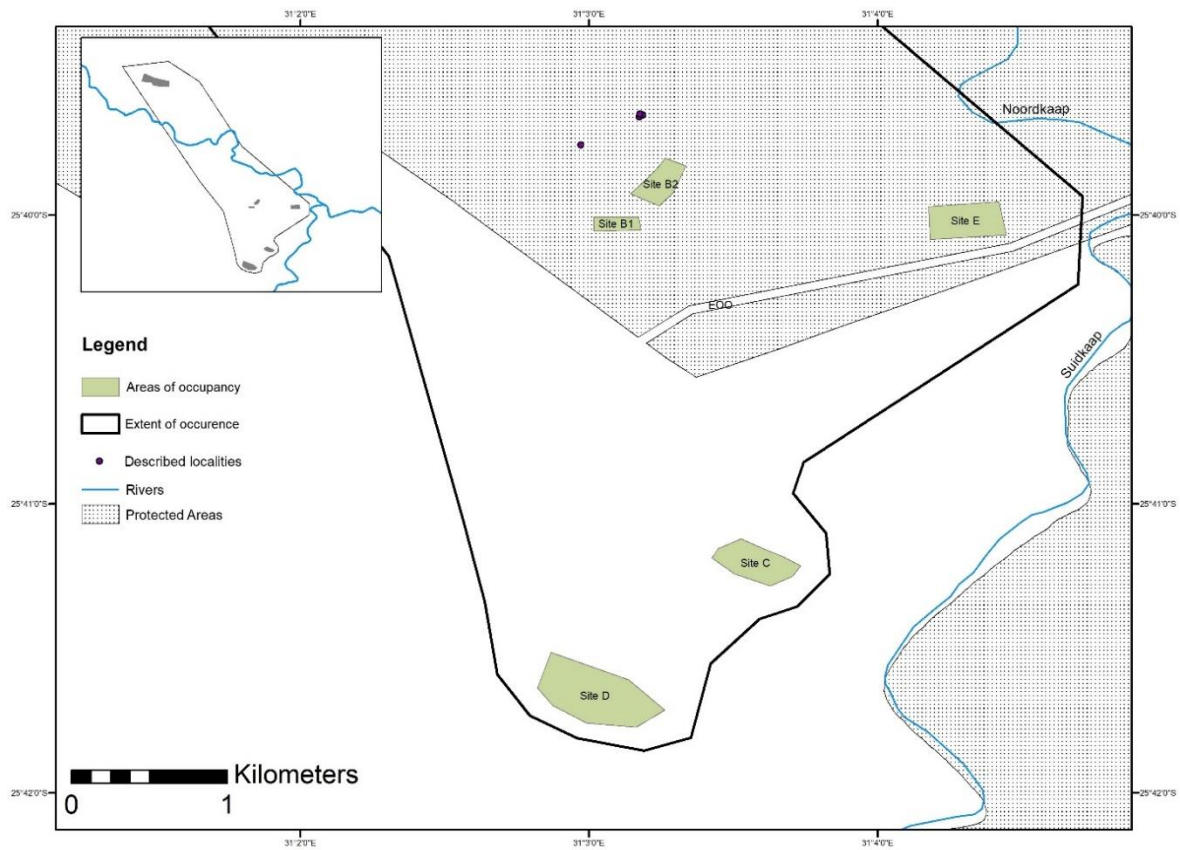 31°2'0"E
31°3'0"E
31°4'0"E
Noordkaap
Site B2
25°40'0"S
Site B1
Site E
25°40'0"S
EOO
Suidkaap
Legend
Areas of occupancy
Extent of occurence
Described localities
Rivers
Protected Areas
25°41'0"S
25°41'0"S
Site C
Site D
Kilometers
0
1
25°42'0"S
25°42'0"S
31°2'0"E
31°3'0"E
31°4'0"E